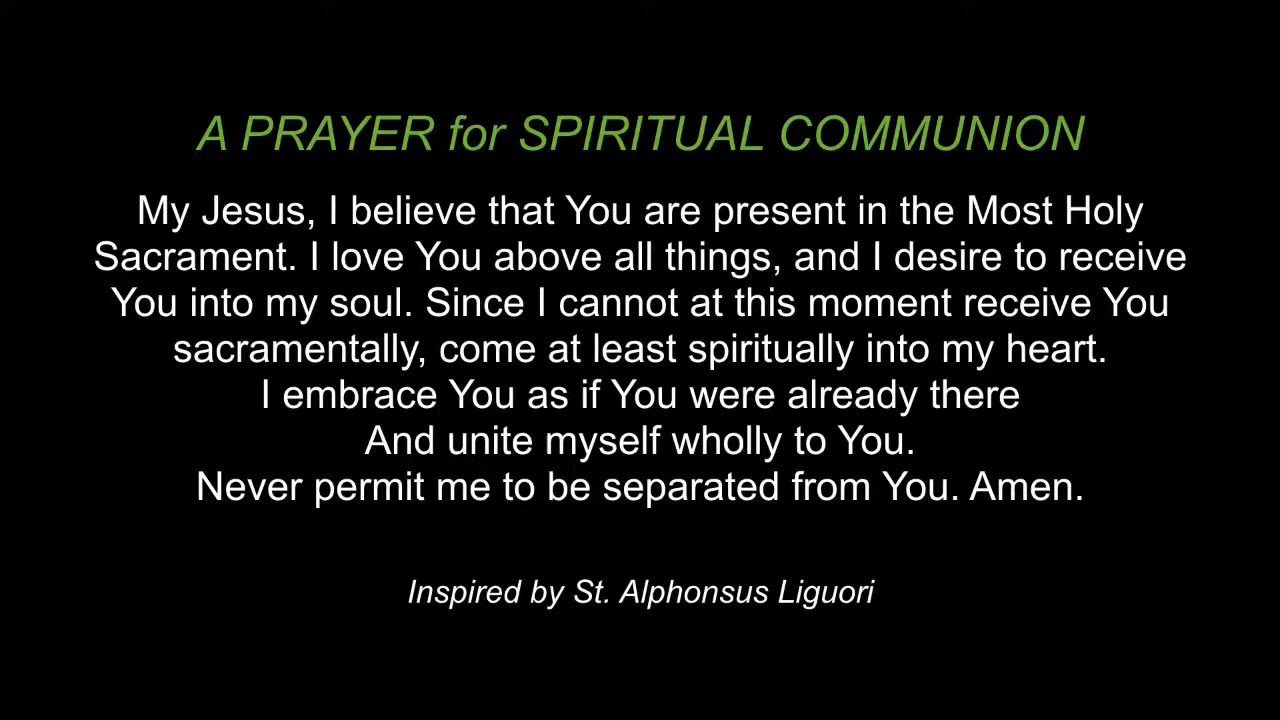 A PRAYER for SPIRITUAL COMMUNION
My Jesus, I believe that You are present in the Most Holy
Sacrament. I love You above all things, and I desire to receive
You into my soul. Since I cannot at this moment receive You
sacramentally, come at least spiritually into my heart.
I embrace You as if You were already there
And unite myself wholly to You.
Never permit me to be separated from You. Amen.
Inspired by St. Alphonsus Liguori